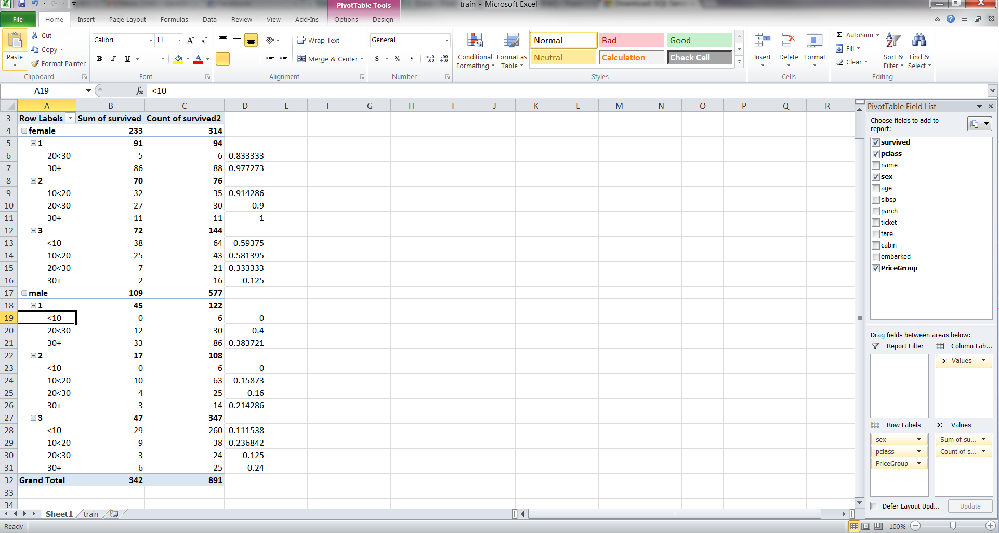 PivotTable Tools
train - Microsoft Excel
File Home Insert Page Layout Formulas Data Review View Add-Ins Options Design
Paste
Cut
Copy
Format Painter
Clipboard
Calibri 11
B I U
Font
Wrap Text
Merge & Center
Alignment
General
$ % ,
Number
Conditional Formatting
Format as Table
Normal Bad Good
Neutral Calculation Check Cell
Styles
Insert Delete Format
Cells
Σ AutoSum
Fill
Clear
Sort & Filter
Find & Select
Editing
A19 fx <10
A B C D E F G H I J K L M N O P Q R
3 Row Labels Sum of survived Count of survived2
4 female 233 314
5 1 91 94
6 20<30 5 6 0.833333
7 30+ 86 88 0.977273
8 2 70 76
9 10<20 32 35 0.914286
10 20<30 27 30 0.9
11 30+ 11 11 1
12 3 72 144
13 <10 38 64 0.59375
14 10<20 25 43 0.581395
15 20<30 7 21 0.333333
16 30+ 2 16 0.125
17 male 109 577
18 1 45 122
19 <10 0 6 0
20 20<30 12 30 0.4
21 30+ 33 86 0.383721
22 2 17 108
23 <10 0 6 0
24 10<20 10 63 0.15873
25 20<30 4 25 0.16
26 30+ 3 14 0.214286
27 3 47 347
28 <10 29 260 0.111538
29 10<20 9 38 0.236842
30 20<30 3 24 0.125
31 30+ 6 25 0.24
32 Grand Total 342 891
33
34
Sheet1 train
Ready
100%
PivotTable Field List
Choose fields to add to
report:
survived
pclass
name
sex
age
sibsp
parch
ticket
fare
cabin
embarked
PriceGroup
Drag fields between areas below:
Report Filter
Column Lab...
Σ Values
Row Labels
Σ Values
sex
pclass
PriceGroup
Sum of su...
Count of s...
Defer Layout Upd...
Update